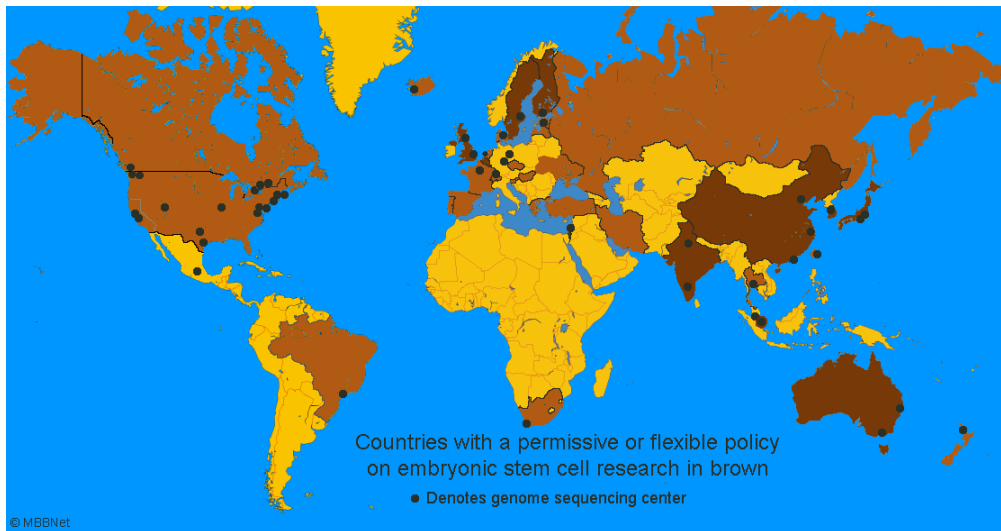 Countries with a permissive or flexible policy
on embryonic stem cell research in brown
● Denotes genome sequencing center
© MBBNet